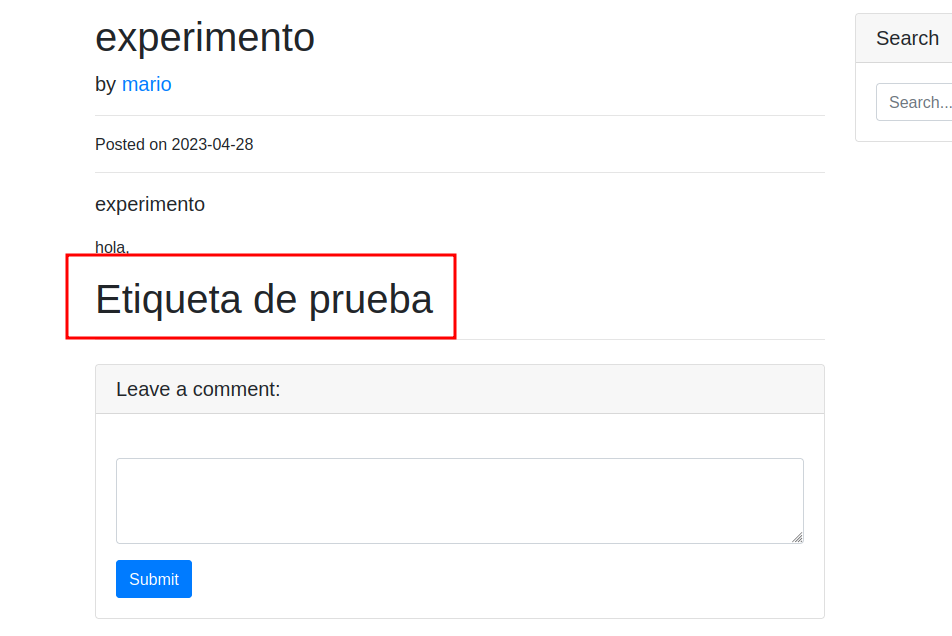 experimento
by mario
Posted on 2023-04-28
experimento
hola,
Etiqueta de prueba
Leave a comment:
Submit
Search
Search...